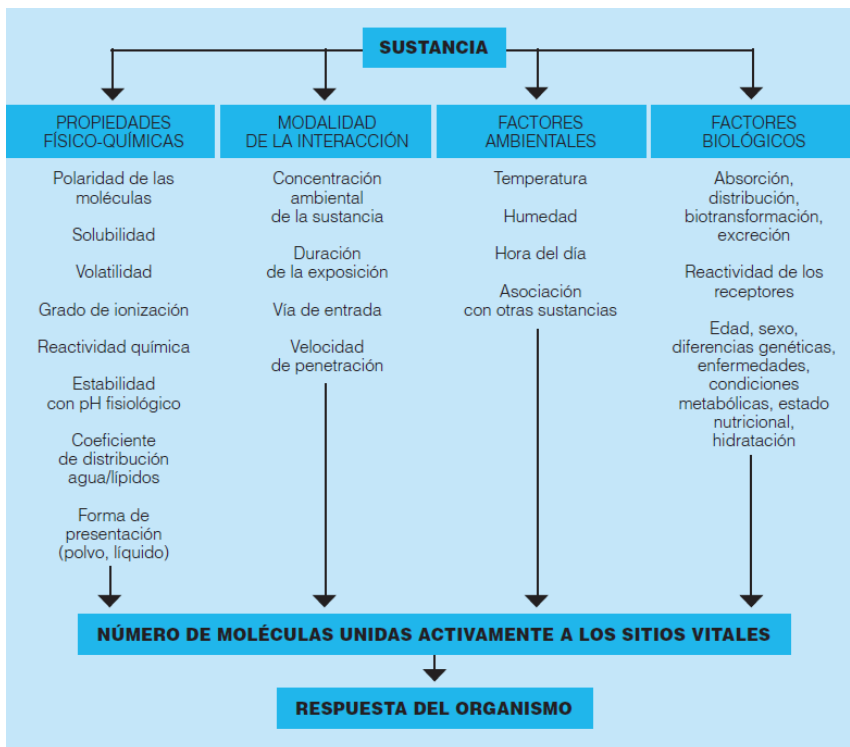 SUSTANCIA
PROPIEDADES
FÍSICO-QUÍMICAS
Polaridad de las
moléculas
Solubilidad
Volatilidad
Grado de ionización
Reactividad química
Estabilidad
con pH fisiológico
Coeficiente
de distribución
agua/lípidos
Forma de
presentación
(polvo, líquido)
MODALIDAD
DE LA INTERACCIÓN
Concentración
ambiental
de la sustancia
Duración
de la exposición
Vía de entrada
Velocidad
de penetración
FACTORES
AMBIENTALES
Temperatura
Humedad
Hora del día
Asociación
con otras sustancias
FACTORES
BIOLÓGICOS
Absorción,
distribución,
biotransformación,
excreción
Reactividad de los
receptores
Edad, sexo,
diferencias genéticas,
enfermedades,
condiciones
metabólicas, estado
nutricional,
hidratación
NÚMERO DE MOLÉCULAS UNIDAS ACTIVAMENTE A LOS SITIOS VITALES
RESPUESTA DEL ORGANISMO